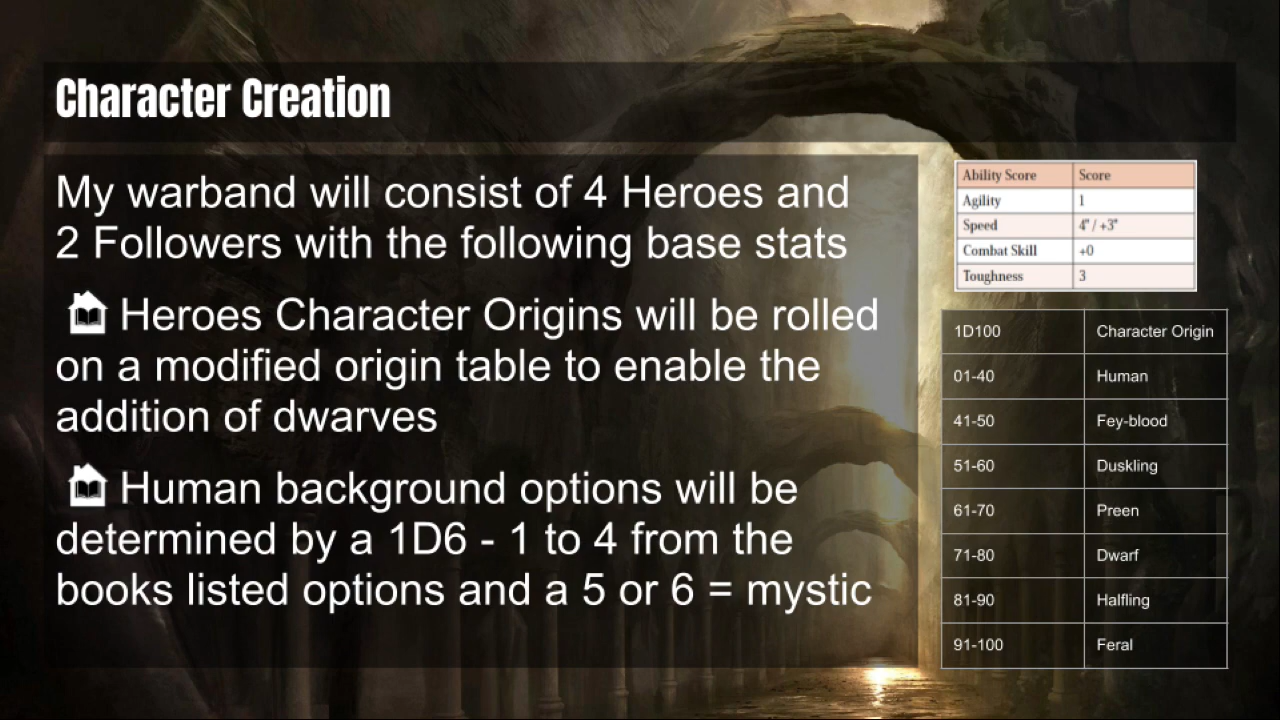 Character Creation
My warband will consist of 4 Heroes and
2 Followers with the following base stats
Heroes Character Origins will be rolled
on a modified origin table to enable the
addition of dwarves
Human background options will be
determined by a 1D6 - 1 to 4 from the
books listed options and a 5 or 6 = mystic
Ability Score Score
Agility 1
Speed 4" / +3"
Combat Skill +0
Toughness 3
1D100 Character Origin
01-40 Human
41-50 Fey-blood
51-60 Duskling
61-70 Preen
71-80 Dwarf
81-90 Halfling
91-100 Feral